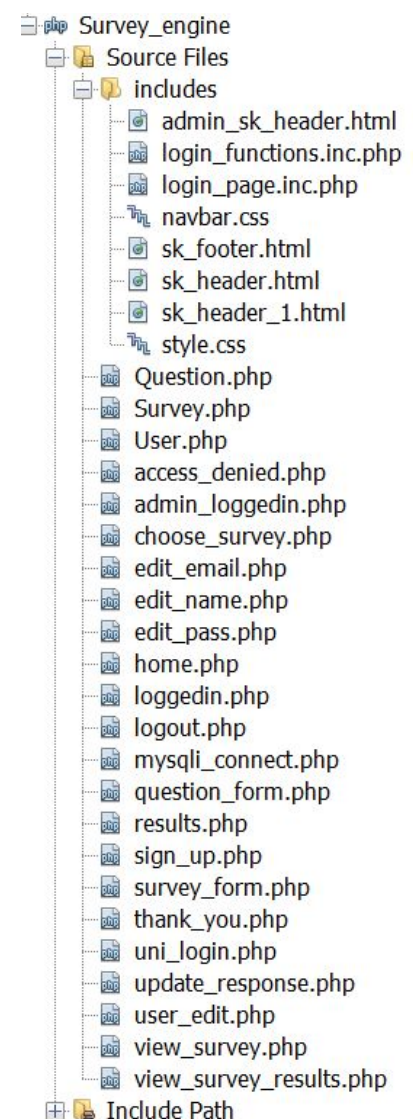 Survey_engine
Source Files
includes
admin_sk_header.html
login_functions.inc.php
login_page.inc.php
navbar.css
sk_footer.html
sk_header.html
sk_header_1.html
style.css
Question.php
Survey.php
User.php
access_denied.php
admin_loggedin.php
choose_survey.php
edit_email.php
edit_name.php
edit_pass.php
home.php
loggedin.php
logout.php
mysqli_connect.php
question_form.php
results.php
sign_up.php
survey_form.php
thank_you.php
uni_login.php
update_response.php
user_edit.php
view_survey.php
view_survey_results.php
Include Path